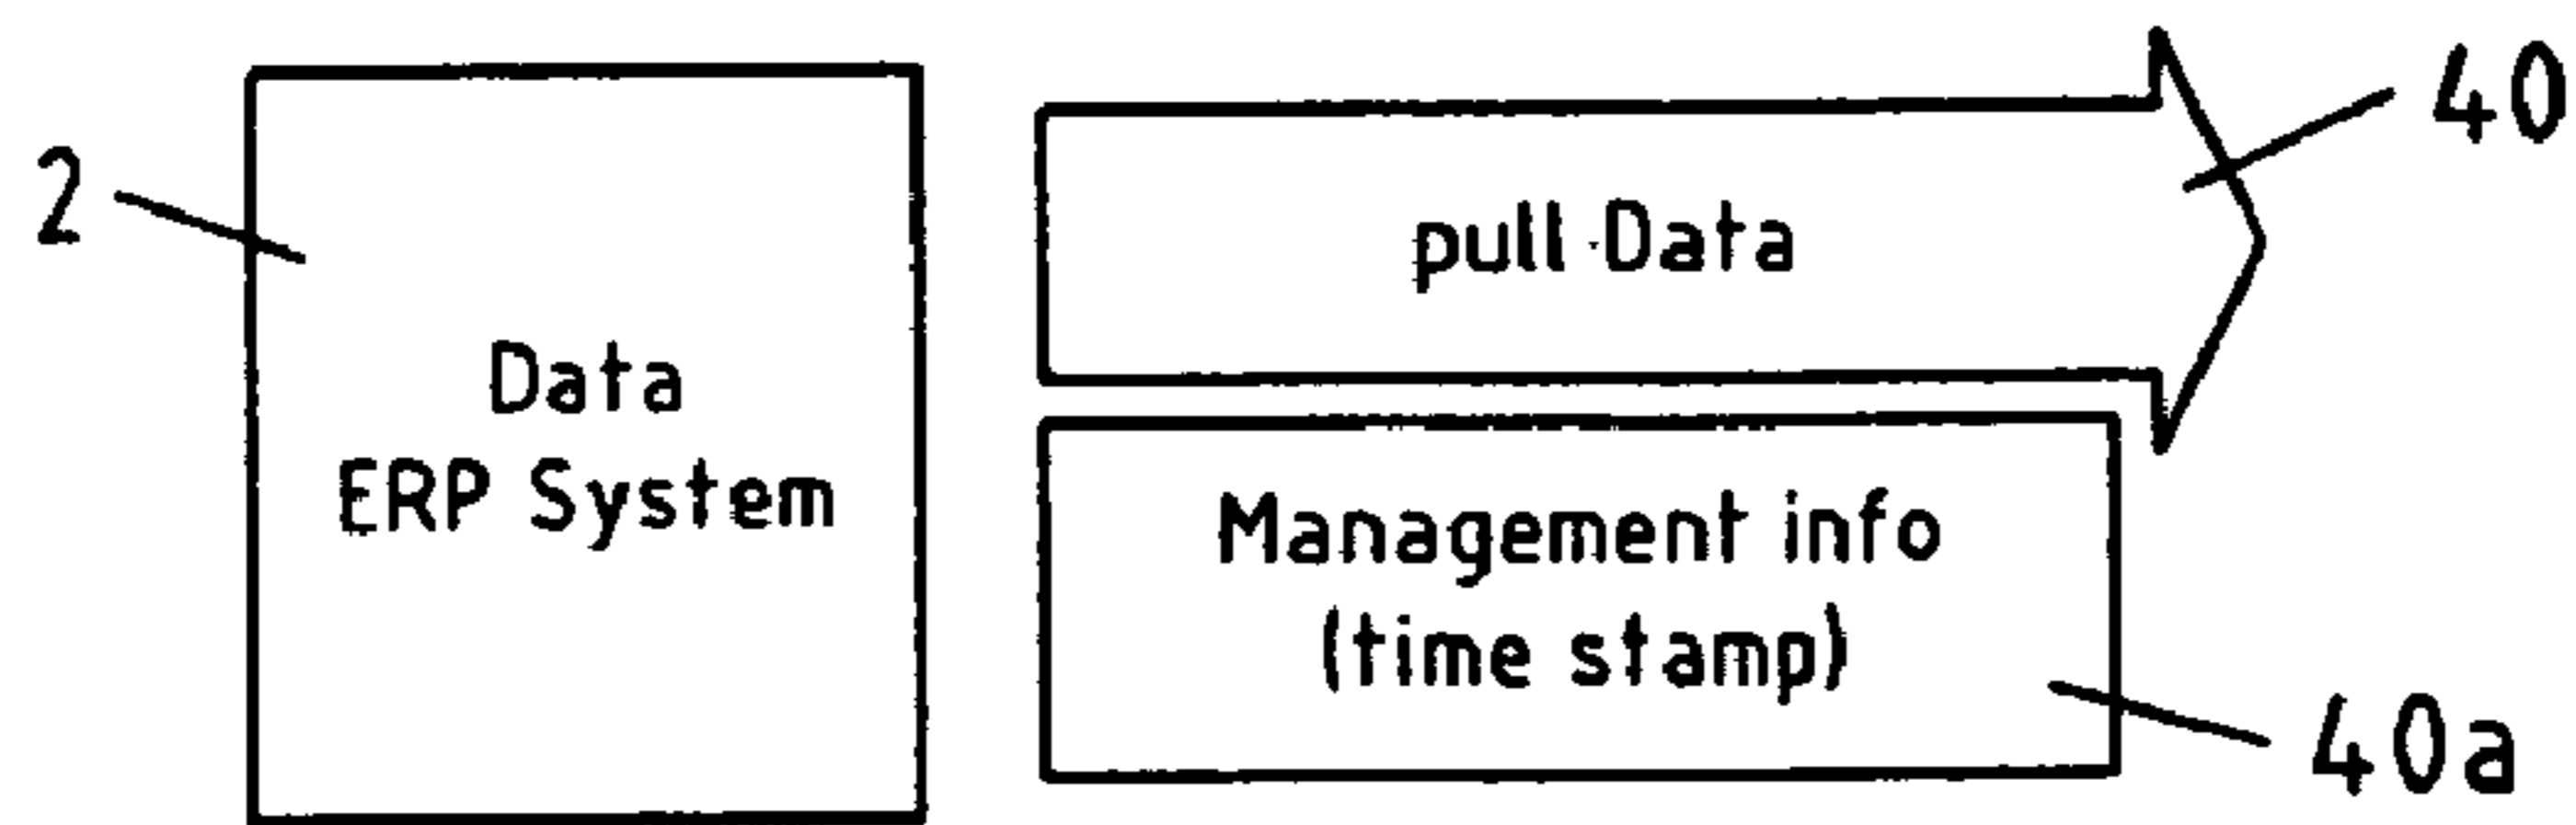 2
Data
ERP System
pull Data
40
Management info
(time stamp)
40a